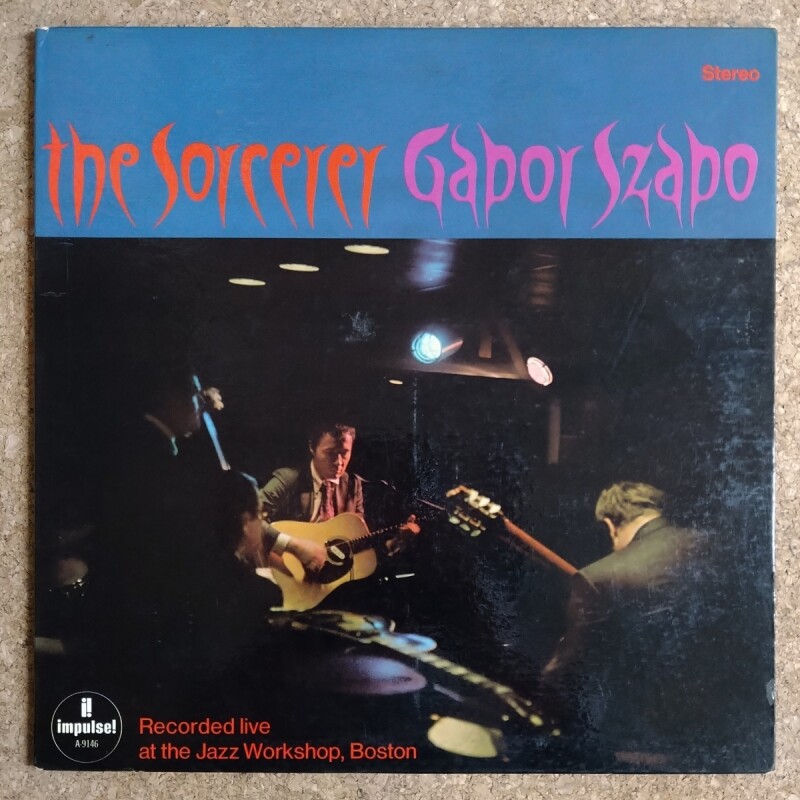 Stereo
the Sorcerer Gabor Szabo
i!
impulse!
A-9146
Recorded live
at the Jazz Workshop, Boston